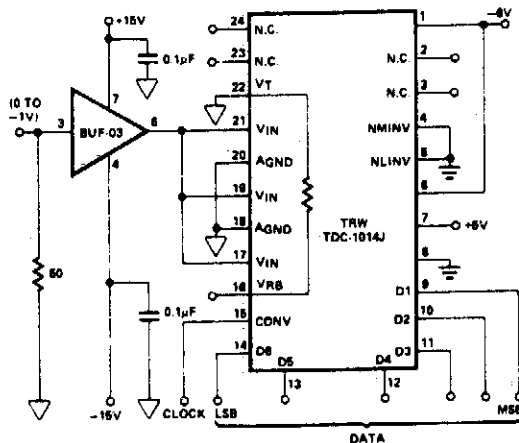 +15V
0.1µF
(0 TO
-1V)
3
BUF-03
7
6
4
50
0.1µF
-15V
24 N.C.
23 N.C.
22 VT
21 VIN
20 AGND
19 VIN
18 AGND
17 VIN
16 VRB
15 CONV
14 D6
D5
13
D4
12
TRW
TDC-1014J
1
-6V
N.C. 2
N.C. 3
NMINV 4
NLINV 5
6
7 +5V
8
D1 9
D2 10
D3 11
CLOCK LSB
MSB
DATA